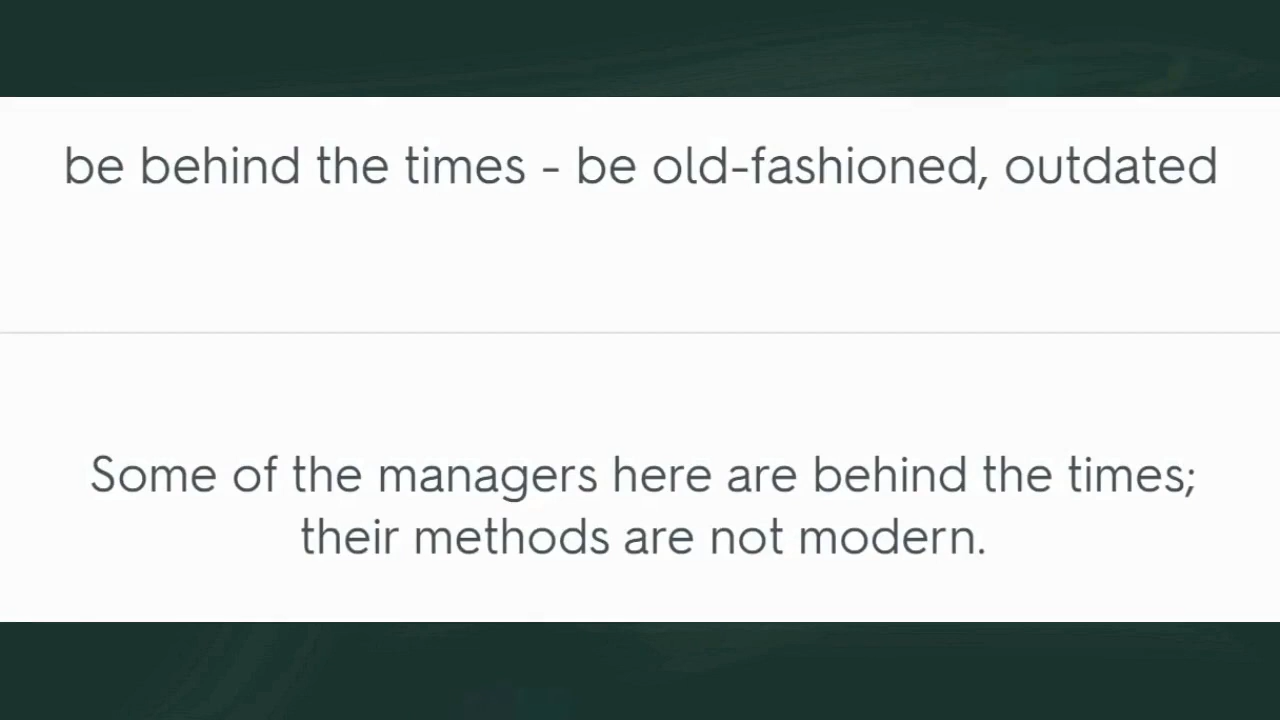 be behind the times - be old-fashioned, outdated
Some of the managers here are behind the times;
their methods are not modern.